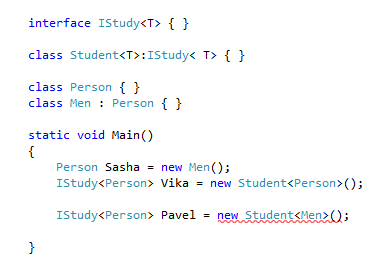 interface IStudy<T> { }
class Student<T>:IStudy< T> { }
class Person { }
class Men : Person { }
static void Main()
{
Person Sasha = new Men();
IStudy<Person> Vika = new Student<Person>();
IStudy<Person> Pavel = new Student<Men>();
}